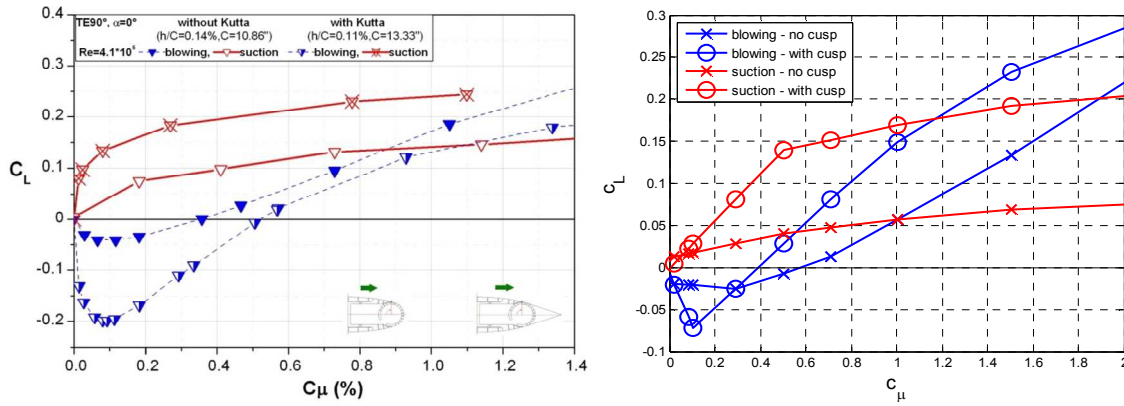 TE90°, α=0° without Kutta with Kutta
(h/C=0.14%,C=10.86") (h/C=0.11%,C=13.33")
blowing, suction blowing, suction
0.4
0.3
0.2
0.1
0
-0.1
-0.2
C_L
0.0 0.2 0.4 0.6 0.8 1.0 1.2 1.4
Cμ (%)
blowing - no cusp
blowing - with cusp
suction - no cusp
suction - with cusp
0.3
0.25
0.2
0.15
0.1
0.05
0
-0.05
-0.1
c_L
0 0.2 0.4 0.6 0.8 1.0 1.2 1.4 1.6 1.8 2
c_μ